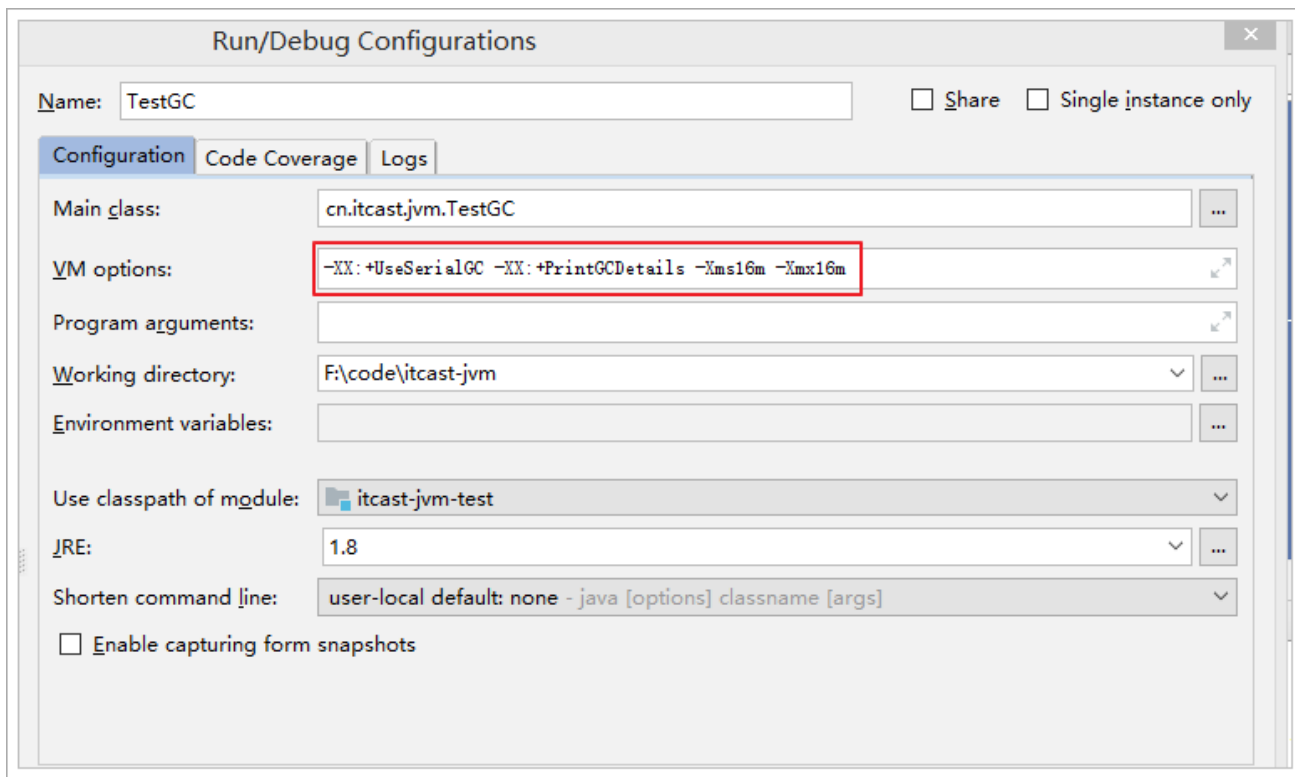 Run/Debug Configurations
Name: TestGC Share Single instance only
Configuration Code Coverage Logs
Main class: cn.itcast.jvm.TestGC ...
VM options: -XX:+UseSerialGC -XX:+PrintGCDetails -Xms16m -Xmx16m
Program arguments:
Working directory: F:\code\itcast-jvm ...
Environment variables: ...
Use classpath of module: itcast-jvm-test
JRE: 1.8 ...
Shorten command line: user-local default: none - java [options] classname [args]
Enable capturing form snapshots